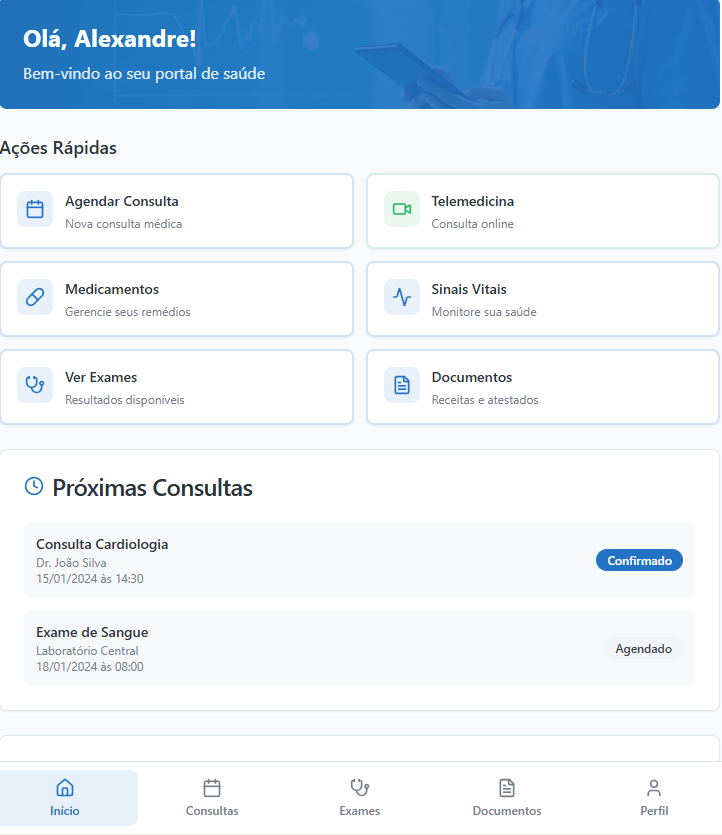 Olá, Alexandre!
Bem-vindo ao seu portal de saúde
Ações Rápidas
Agendar Consulta
Nova consulta médica
Telemedicina
Consulta online
Medicamentos
Gerencie seus remédios
Sinais Vitais
Monitore sua saúde
Ver Exames
Resultados disponíveis
Documentos
Receitas e atestados
Próximas Consultas
Consulta Cardiologia
Dr. João Silva
15/01/2024 às 14:30
Confirmado
Exame de Sangue
Laboratório Central
18/01/2024 às 08:00
Agendado
Início
Consultas
Exames
Documentos
Perfil